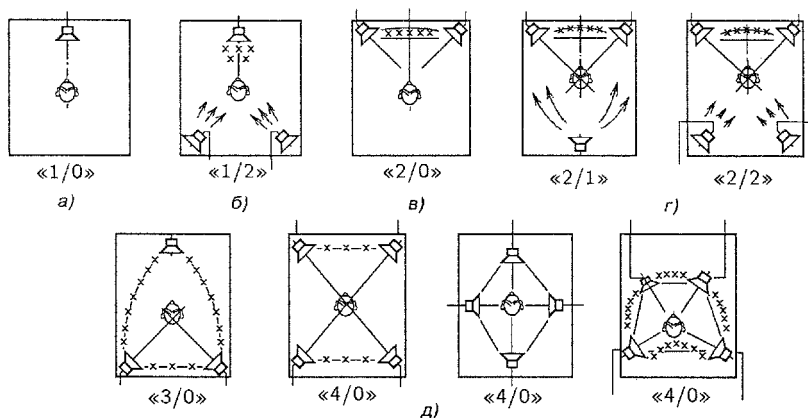 «1/0» «1/2» «2/0» «2/1» «2/2»
а) б) в) г)
«3/0» «4/0» «4/0» «4/0»
д)